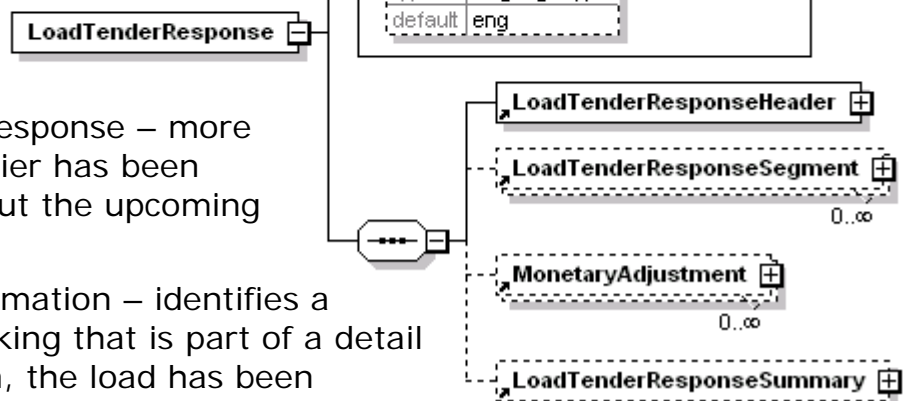 default eng
LoadTenderResponse
LoadTenderResponseHeader
esponse – more
ier has been
ut the upcoming
LoadTenderResponseSegment
0..∞
rmation – identifies a
king that is part of a detail
, the load has been
MonetaryAdjustment
0..∞
LoadTenderResponseSummary